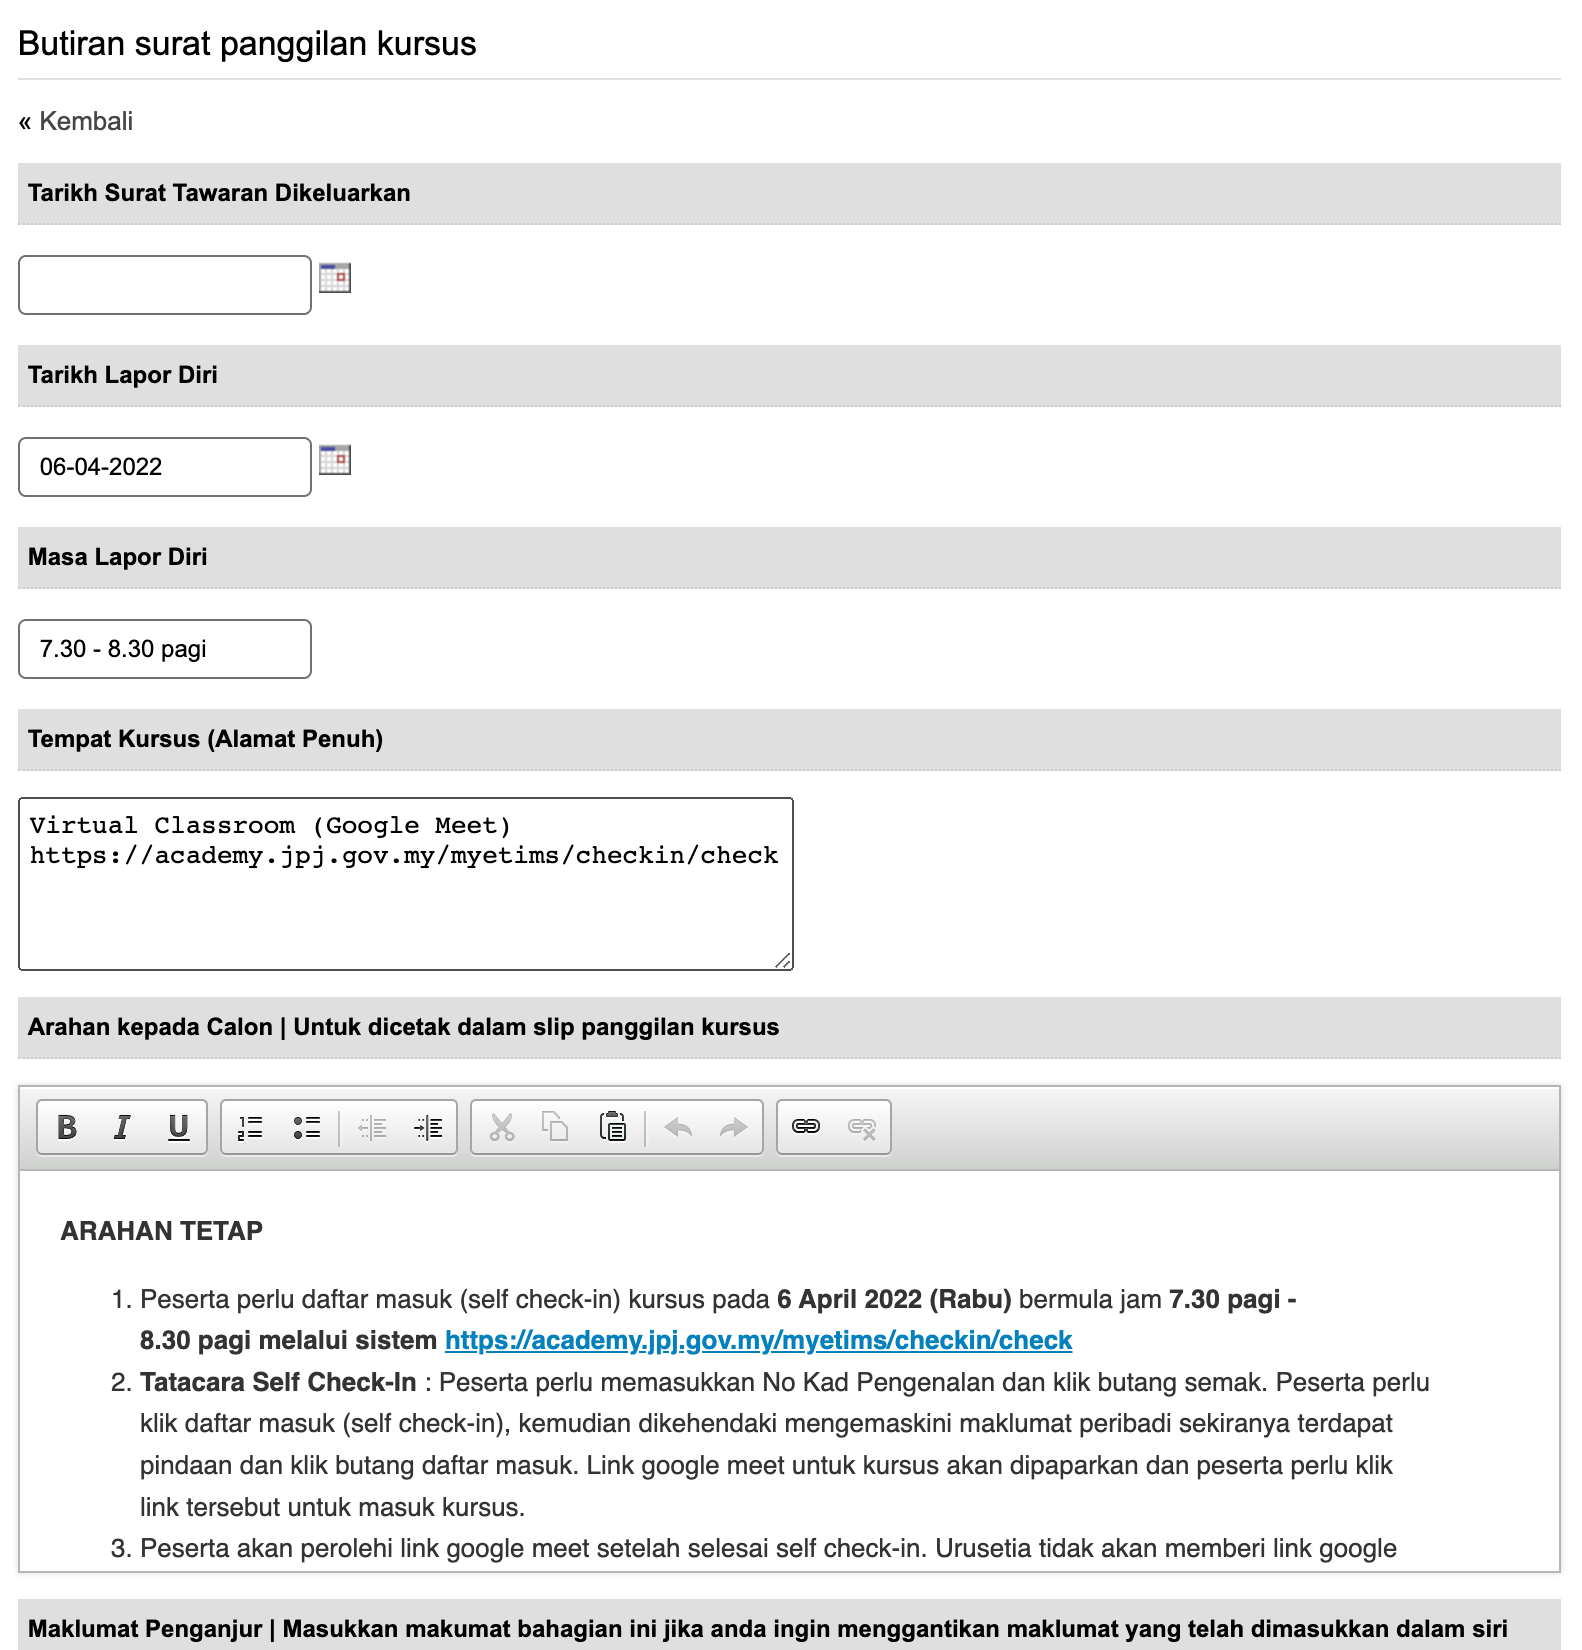 Butiran surat panggilan kursus
« Kembali
Tarikh Surat Tawaran Dikeluarkan
Tarikh Lapor Diri
06-04-2022
Masa Lapor Diri
7.30 - 8.30 pagi
Tempat Kursus (Alamat Penuh)
Virtual Classroom (Google Meet)
https://academy.jpj.gov.my/myetims/checkin/check
Arahan kepada Calon | Untuk dicetak dalam slip panggilan kursus
B I U
ARAHAN TETAP
1. Peserta perlu daftar masuk (self check-in) kursus pada 6 April 2022 (Rabu) bermula jam 7.30 pagi -
8.30 pagi melalui sistem https://academy.jpj.gov.my/myetims/checkin/check
2. Tatacara Self Check-In : Peserta perlu memasukkan No Kad Pengenalan dan klik butang semak. Peserta perlu
klik daftar masuk (self check-in), kemudian dikehendaki mengemaskini maklumat peribadi sekiranya terdapat
pindaan dan klik butang daftar masuk. Link google meet untuk kursus akan dipaparkan dan peserta perlu klik
link tersebut untuk masuk kursus.
3. Peserta akan perolehi link google meet setelah selesai self check-in. Urusetia tidak akan memberi link google
Maklumat Penganjur | Masukkan makumat bahagian ini jika anda ingin menggantikan maklumat yang telah dimasukkan dalam siri